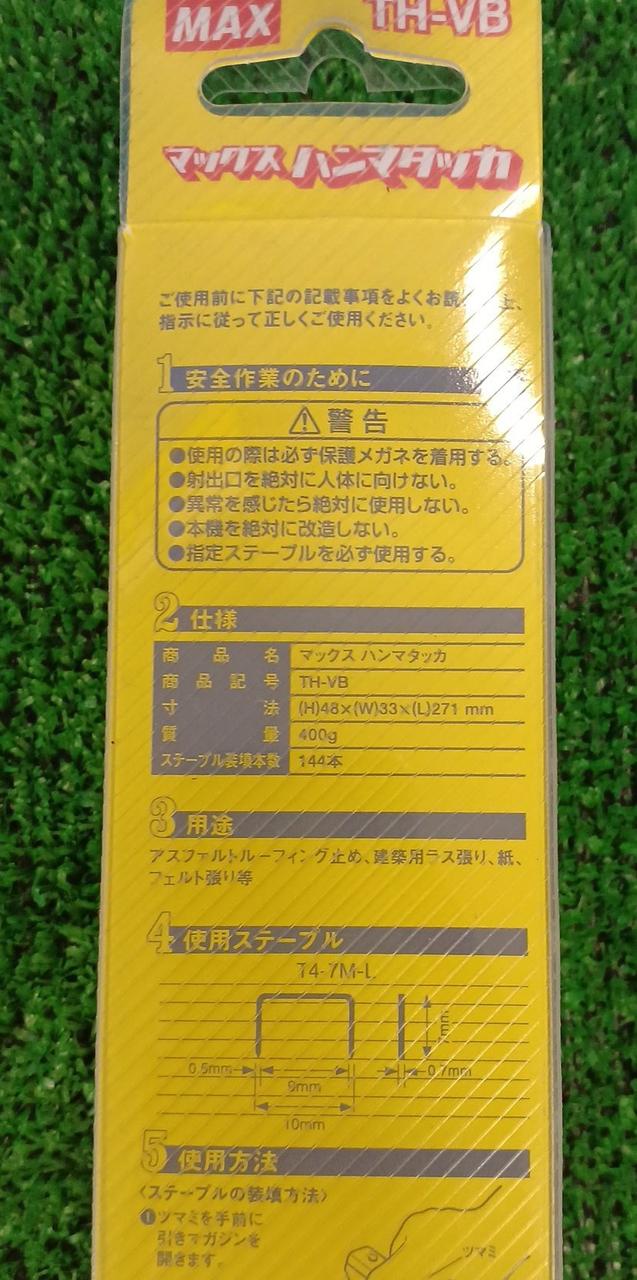 MAX TH-VB
マックス ハンマタッカ
ご使用前に下記の記載事項をよくお読 上、
指示に従って正しくご使用ください。
1 安全作業のために
⚠警告
●使用の際は必ず保護メガネを着用する。
●射出口を絶対に人体に向けない。
●異常を感じたら絶対に使用しない。
●本機を絶対に改造しない。
●指定ステープルを必ず使用する。
2 仕様
商品名 マックス ハンマタッカ
商品記号 TH-VB
寸法 (H)48×(W)33×(L)271 mm
質量 400g
ステープル装填本数 144本
3 用途
アスファルトルーフィング止め、建築用ラス張り、紙、
フェルト張り等
4 使用ステープル
T4-7M-L
7mm
0.5mm 0.7mm
9mm
10mm
5 使用方法
〈ステープルの装填方法〉
❶ツマミを手前に
引きマガジンを
開きます。
ツマミ